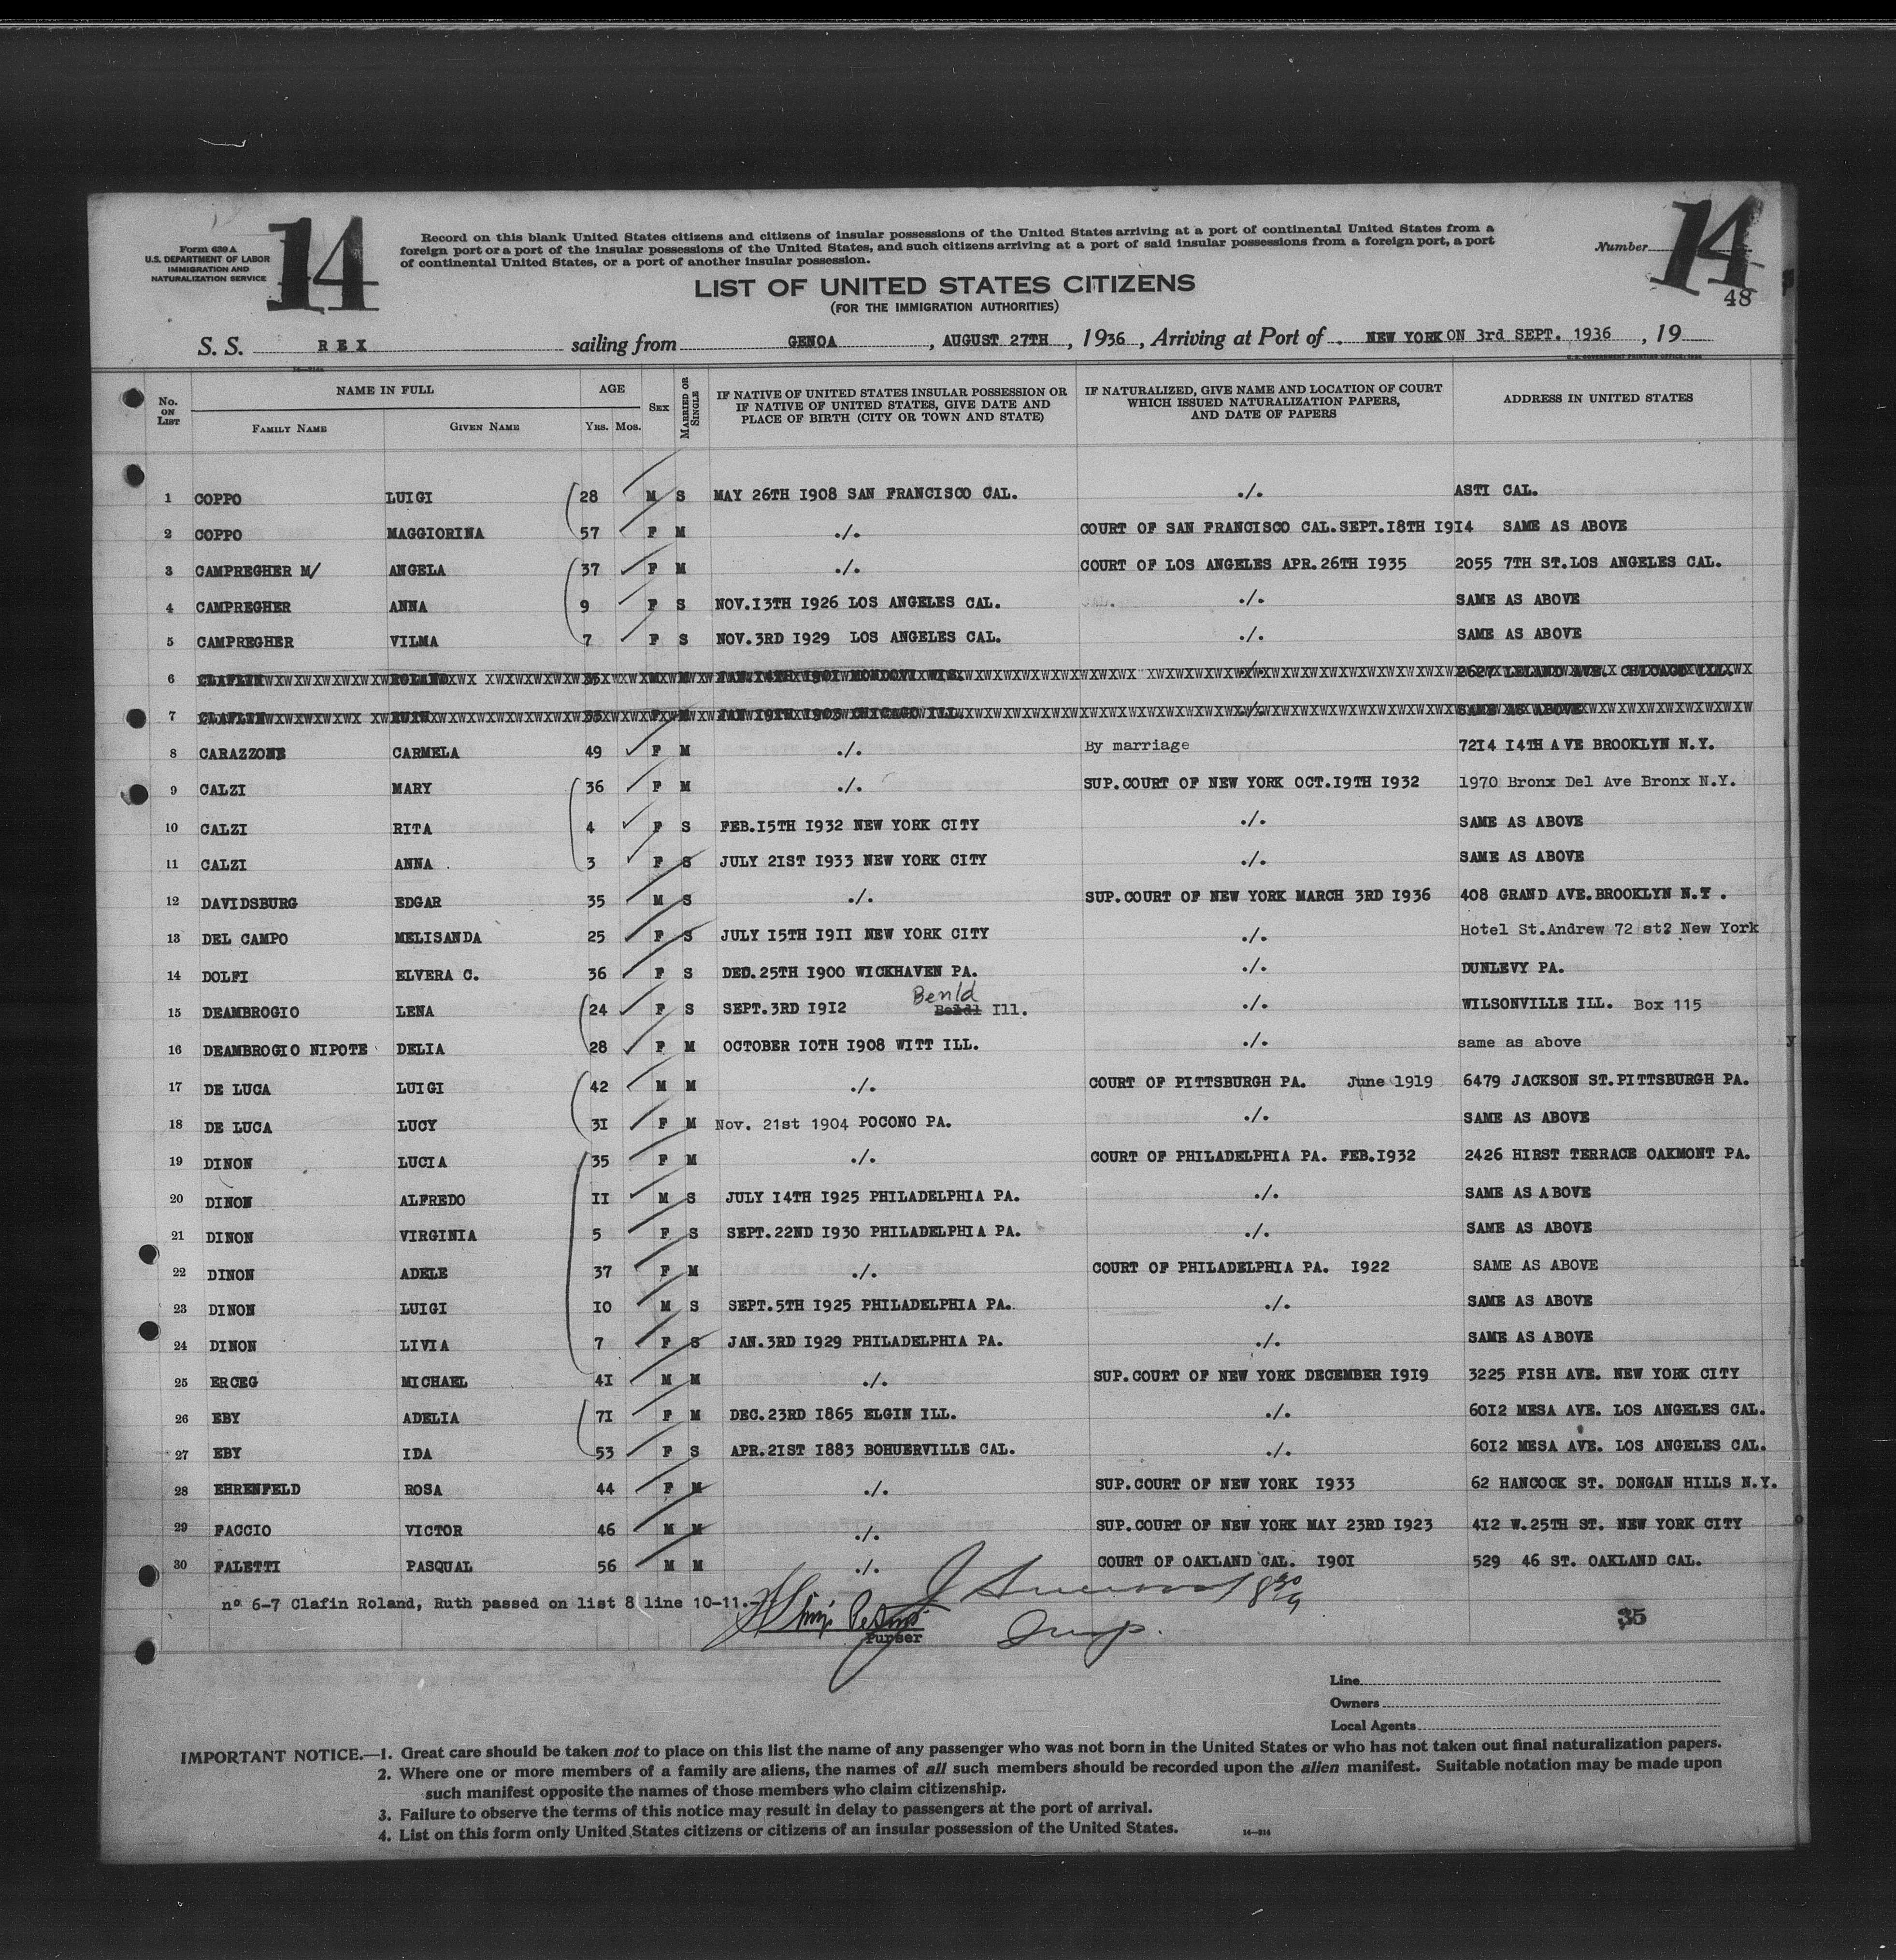 14
Form 630 A
U.S. DEPARTMENT OF LABOR
IMMIGRATION AND
NATURALIZATION SERVICE
Record on this blank United States citizens and citizens of insular possessions of the United States arriving at a port of continental United States from a
foreign port or a port of the insular possessions of the United States, and such citizens arriving at a port of said insular possessions from a foreign port, a port
of continental United States, or a port of another insular possession.
Number
14
48
LIST OF UNITED STATES CITIZENS
(FOR THE IMMIGRATION AUTHORITIES)
S. S. REX sailing from GENOA, AUGUST 27TH, 1936, Arriving at Port of. NEW YORK ON 3rd SEPT. 1936, 19
No. ON LIST NAME IN FULL FAMILY NAME GIVEN NAME AGE YRS. MOS. SEX MARRIED OR SINGLE IF NATIVE OF UNITED STATES INSULAR POSSESSION OR IF NATIVE OF UNITED STATES, GIVE DATE AND PLACE OF BIRTH (CITY OR TOWN AND STATE) IF NATURALIZED, GIVE NAME AND LOCATION OF COURT WHICH ISSUED NATURALIZATION PAPERS, AND DATE OF PAPERS ADDRESS IN UNITED STATES
1 COPPO LUIGI 28 M S MAY 26TH 1908 SAN FRANCISCO CAL. ./. ASTI CAL.
2 COPPO MAGGIORINA 57 F M ./. COURT OF SAN FRANCISCO CAL.SEPT.18TH 1914 SAME AS ABOVE
3 CAMPREGHER M/ ANGELA 37 F M ./. COURT OF LOS ANGELES APR.26TH 1935 2055 7TH ST.LOS ANGELES CAL.
4 CAMPREGHER ANNA 9 F S NOV.13TH 1926 LOS ANGELES CAL. ./. SAME AS ABOVE
5 CAMPREGHER VILMA 7 F S NOV.3RD 1929 LOS ANGELES CAL. ./. SAME AS ABOVE
6 CLAFLIN ROLAND 35 M M JAN.14TH 1901 MONDOVI WIS. ./. 2627 LELAND AVE. CHICAGO ILL.
7 CLAFLIN RUTH 33 F M JAN 19TH 1903 CHICAGO ILL. ./. SAME AS ABOVE
8 CARAZZONE CARMELA 49 F M ./. By marriage 7214 14TH AVE BROOKLYN N.Y.
9 CALZI MARY 36 F M ./. SUP.COURT OF NEW YORK OCT.19TH 1932 1970 Bronx Del Ave Bronx N.Y.
10 CALZI RITA 4 F S FEB.15TH 1932 NEW YORK CITY ./. SAME AS ABOVE
11 CALZI ANNA . 3 F S JULY 21ST 1933 NEW YORK CITY ./. SAME AS ABOVE
12 DAVIDSBURG EDGAR 35 M S ./. SUP.COURT OF NEW YORK MARCH 3RD 1936 408 GRAND AVE.BROOKLYN N.Y .
13 DEL CAMPO MELISANDA 25 F S JULY 15TH 1911 NEW YORK CITY ./. Hotel St.Andrew 72 st2 New York
14 DOLFI ELVERA C. 36 F S DEC.25TH 1900 WICKHAVEN PA. ./. DUNLEVY PA.
15 DEAMBROGIO LENA 24 F S SEPT.3RD 1912 Benld Ill. ./. WILSONVILLE ILL. Box 115
16 DEAMBROGIO NIPOTE DELIA 28 F M OCTOBER 10TH 1908 WITT ILL. ./. same as above
17 DE LUCA LUIGI 42 M M ./. COURT OF PITTSBURGH PA. June 1919 6479 JACKSON ST.PITTSBURGH PA.
18 DE LUCA LUCY 31 F M Nov. 21st 1904 POCONO PA. ./. SAME AS ABOVE
19 DINON LUCIA 35 F M ./. COURT OF PHILADELPHIA PA. FEB.1932 2426 HIRST TERRACE OAKMONT PA.
20 DINON ALFREDO 11 M S JULY 14TH 1925 PHILADELPHIA PA. ./. SAME AS ABOVE
21 DINON VIRGINIA 5 F S SEPT.22ND 1930 PHILADELPHIA PA. ./. SAME AS ABOVE
22 DINON ADELE 37 F M ./. COURT OF PHILADELPHIA PA. 1922 SAME AS ABOVE
23 DINON LUIGI 10 M S SEPT.5TH 1925 PHILADELPHIA PA. ./. SAME AS ABOVE
24 DINON LIVIA 7 F S JAN.3RD 1929 PHILADELPHIA PA. ./. SAME AS ABOVE
25 ERCEG MICHAEL 41 M M ./. SUP.COURT OF NEW YORK DECEMBER 1919 3225 FISH AVE. NEW YORK CITY
26 EBY ADELIA 71 F M DEC.23RD 1865 ELGIN ILL. ./. 6012 MESA AVE. LOS ANGELES CAL.
27 EBY IDA 53 F S APR.21ST 1883 BOHUERVILLE CAL. ./. 6012 MESA AVE. LOS ANGELES CAL.
28 EHRENFELD ROSA 44 F M ./. SUP.COURT OF NEW YORK 1933 62 HANCOCK ST. DONGAN HILLS N.Y.
29 FACCIO VICTOR 46 M M ./. SUP.COURT OF NEW YORK MAY 23RD 1923 412 W.25TH ST. NEW YORK CITY
30 FALETTI PASQUAL 56 M M ./. COURT OF OAKLAND CAL. 1901 529 46 ST. OAKLAND CAL.
n° 6-7 Clafin Roland, Ruth passed on list 8 line 10-11.-
Purser
Insp.
35
Line
Owners
Local Agents
IMPORTANT NOTICE.—1. Great care should be taken not to place on this list the name of any passenger who was not born in the United States or who has not taken out final naturalization papers.
2. Where one or more members of a family are aliens, the names of all such members should be recorded upon the alien manifest. Suitable notation may be made upon
such manifest opposite the names of those members who claim citizenship.
3. Failure to observe the terms of this notice may result in delay to passengers at the port of arrival.
4. List on this form only United States citizens or citizens of an insular possession of the United States.
14—214